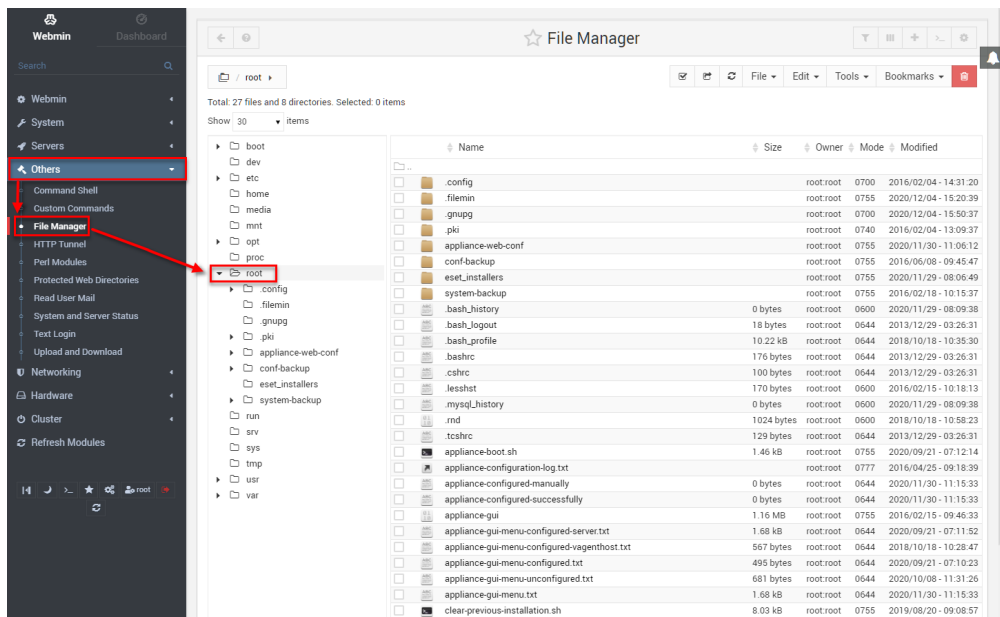 Webmin
Dashboard
Search
Webmin
System
Servers
Others
Command Shell
Custom Commands
File Manager
HTTP Tunnel
Perl Modules
Protected Web Directories
Read User Mail
System and Server Status
Text Login
Upload and Download
Networking
Hardware
Cluster
Refresh Modules
root
File Manager
/ root
File Edit Tools Bookmarks
Total: 27 files and 8 directories. Selected: 0 items
Show 30 items
boot
dev
etc
home
media
mnt
opt
proc
root
.config
.filemin
.gnupg
.pki
appliance-web-conf
conf-backup
eset_installers
system-backup
run
srv
sys
tmp
usr
var
Name Size Owner Mode Modified
..
.config root:root 0700 2016/02/04 - 14:31:20
.filemin root:root 0755 2020/12/04 - 15:20:39
.gnupg root:root 0700 2020/12/04 - 15:50:37
.pki root:root 0740 2016/02/04 - 13:09:37
appliance-web-conf root:root 0755 2020/11/30 - 11:06:12
conf-backup root:root 0755 2016/06/08 - 09:45:47
eset_installers root:root 0755 2020/11/29 - 08:06:49
system-backup root:root 0755 2016/02/18 - 10:15:37
.bash_history 0 bytes root:root 0600 2020/11/29 - 08:09:38
.bash_logout 18 bytes root:root 0644 2013/12/29 - 03:26:31
.bash_profile 10.22 kB root:root 0644 2018/10/18 - 10:35:30
.bashrc 176 bytes root:root 0644 2013/12/29 - 03:26:31
.cshrc 100 bytes root:root 0644 2013/12/29 - 03:26:31
.lesshst 170 bytes root:root 0600 2016/02/15 - 10:18:13
.mysql_history 0 bytes root:root 0600 2020/11/29 - 08:09:38
.rnd 1024 bytes root:root 0600 2018/10/18 - 10:58:23
.tcshrc 129 bytes root:root 0644 2013/12/29 - 03:26:31
appliance-boot.sh 1.46 kB root:root 0755 2020/09/21 - 07:12:14
appliance-configuration-log.txt root:root 0777 2016/04/25 - 09:18:39
appliance-configured-manually 0 bytes root:root 0644 2020/11/30 - 11:15:33
appliance-configured-successfully 0 bytes root:root 0644 2020/11/30 - 11:15:33
appliance-gui 1.16 MB root:root 0755 2016/02/15 - 09:46:33
appliance-gui-menu-configured-server.txt 1.68 kB root:root 0644 2020/09/21 - 07:11:52
appliance-gui-menu-configured-vagenthost.txt 567 bytes root:root 0644 2018/10/18 - 10:28:47
appliance-gui-menu-configured.txt 495 bytes root:root 0644 2020/09/21 - 07:10:23
appliance-gui-menu-unconfigured.txt 681 bytes root:root 0644 2020/10/08 - 11:31:26
appliance-gui-menu.txt 1.68 kB root:root 0644 2020/11/30 - 11:15:33
clear-previous-installation.sh 8.03 kB root:root 0755 2019/08/20 - 09:08:57